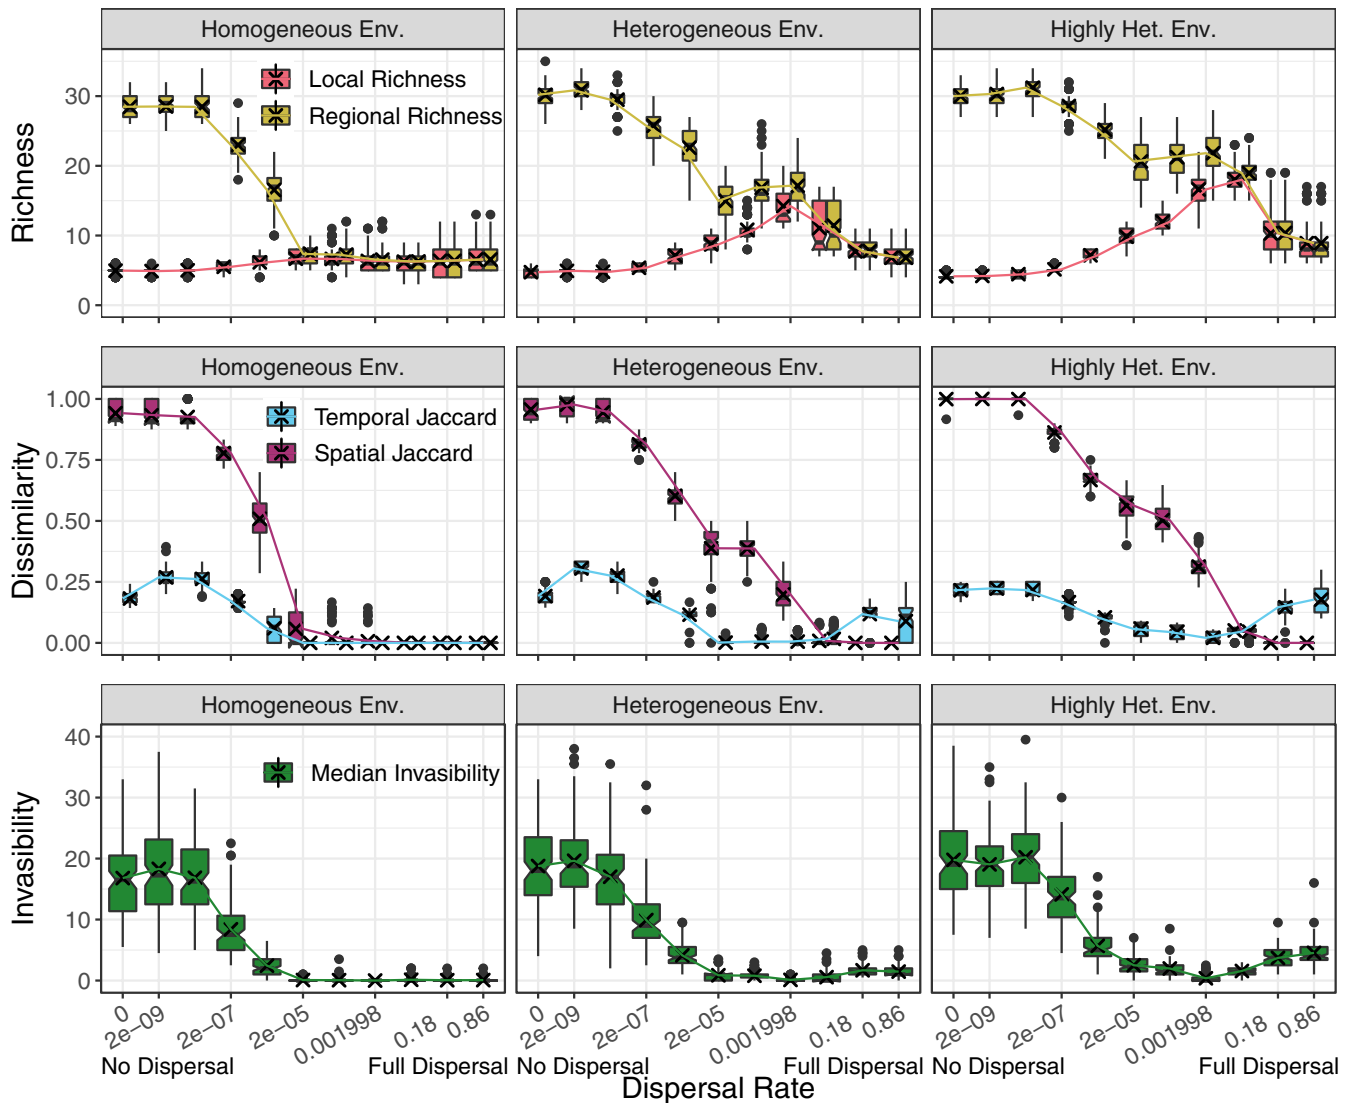 Homogeneous Env.
Heterogeneous Env.
Highly Het. Env.
Richness
30
20
10
0
Local Richness
Regional Richness
Homogeneous Env.
Heterogeneous Env.
Highly Het. Env.
Dissimilarity
1.00
0.75
0.50
0.25
0.00
Temporal Jaccard
Spatial Jaccard
Homogeneous Env.
Heterogeneous Env.
Highly Het. Env.
Invasibility
40
30
20
10
0
Median Invasibility
0
2e−09
2e−07
2e−05
0.001998
0.18
0.86
0
2e−09
2e−07
2e−05
0.001998
0.18
0.86
0
2e−09
2e−07
2e−05
0.001998
0.18
0.86
No Dispersal
Full Dispersal
No Dispersal
Full Dispersal
No Dispersal
Full Dispersal
Dispersal Rate